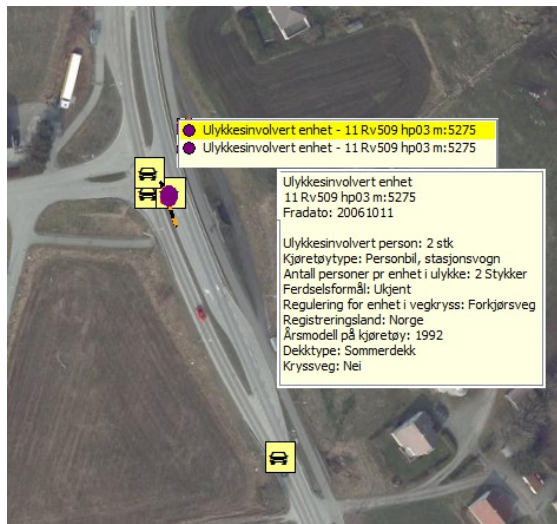 Ulykkesinvolvert enhet - 11 Rv509 hp03 m:5275
Ulykkesinvolvert enhet - 11 Rv509 hp03 m:5275
Ulykkesinvolvert enhet
11 Rv509 hp03 m:5275
Fradato: 20061011
Ulykkesinvolvert person: 2 stk
Kjøretøytype: Personbil, stasjonsvogn
Antall personer pr enhet i ulykke: 2 Stykker
Ferdselsformål: Ukjent
Regulering for enhet i vegkryss: Forkjørsveg
Registreringsland: Norge
Årsmodell på kjøretøy: 1992
Dekktype: Sommerdekk
Kryssveg: Nei